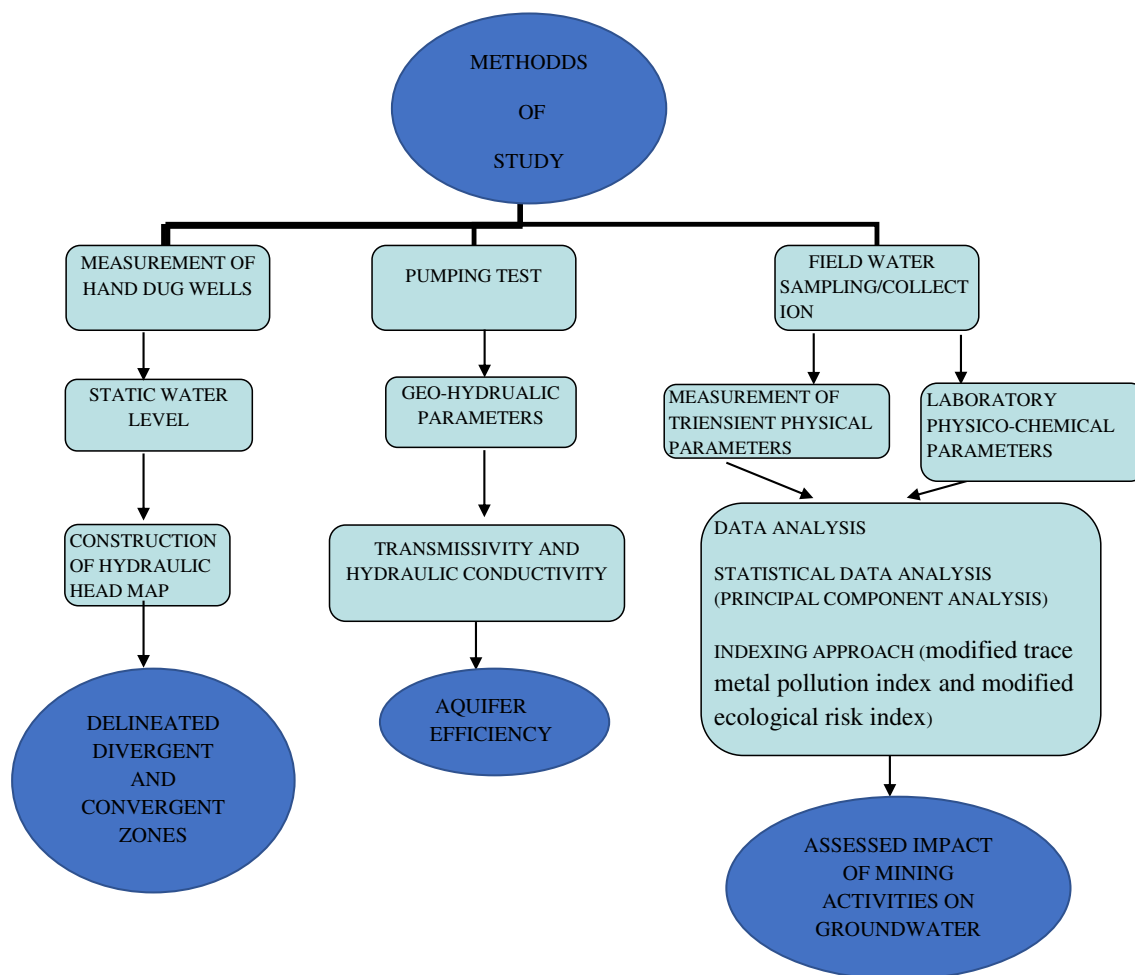 METHODDS
OF
STUDY
MEASUREMENT OF
HAND DUG WELLS
PUMPING TEST
FIELD WATER
SAMPLING/COLLECT
ION
STATIC WATER
LEVEL
GEO-HYDRUALIC
PARAMETERS
MEASUREMENT OF
TRIENSIENT PHYSICAL
PARAMETERS
LABORATORY
PHYSICO-CHEMICAL
PARAMETERS
CONSTRUCTION
OF HYDRAULIC
HEAD MAP
TRANSMISSIVITY AND
HYDRAULIC CONDUCTIVITY
DATA ANALYSIS
STATISTICAL DATA ANALYSIS
(PRINCIPAL COMPONENT ANALYSIS)
INDEXING APPROACH (modified trace
metal pollution index and modified
ecological risk index)
DELINEATED
DIVERGENT
AND
CONVERGENT
ZONES
AQUIFER
EFFICIENCY
ASSESSED IMPACT
OF MINING
ACTIVITIES ON
GROUNDWATER